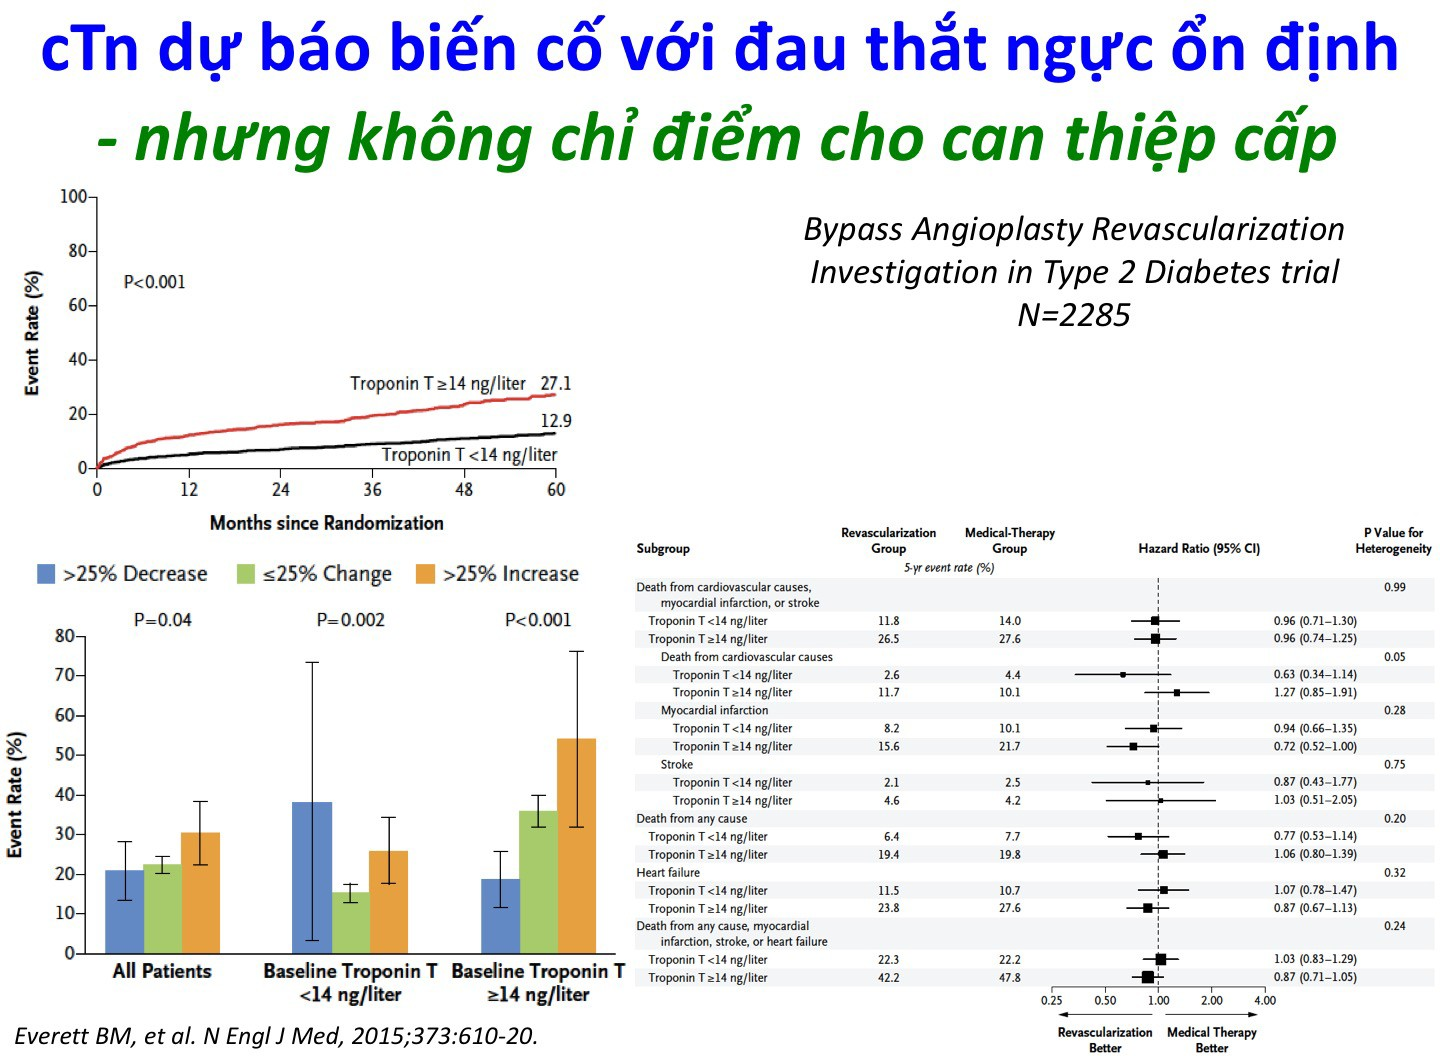 cTn dự báo biến cố với đau thắt ngực ổn định
- nhưng không chỉ điểm cho can thiệp cấp
Bypass Angioplasty Revascularization
Investigation in Type 2 Diabetes trial
N=2285
Event Rate (%)
100
80
60
40
20
0
P<0.001
Troponin T ≥14 ng/liter 27.1
12.9
Troponin T <14 ng/liter
0 12 24 36 48 60
Months since Randomization
>25% Decrease ≤25% Change >25% Increase
P=0.04 P=0.002 P<0.001
Event Rate (%)
80
70
60
50
40
30
20
10
0
All Patients Baseline Troponin T Baseline Troponin T
<14 ng/liter ≥14 ng/liter
Revascularization Medical-Therapy P Value for
Subgroup Group Group Hazard Ratio (95% CI) Heterogeneity
5-yr event rate (%)
Death from cardiovascular causes, 0.99
myocardial infarction, or stroke
Troponin T <14 ng/liter 11.8 14.0 0.96 (0.71–1.30)
Troponin T ≥14 ng/liter 26.5 27.6 0.96 (0.74–1.25)
Death from cardiovascular causes 0.05
Troponin T <14 ng/liter 2.6 4.4 0.63 (0.34–1.14)
Troponin T ≥14 ng/liter 11.7 10.1 1.27 (0.85–1.91)
Myocardial infarction 0.28
Troponin T <14 ng/liter 8.2 10.1 0.94 (0.66–1.35)
Troponin T ≥14 ng/liter 15.6 21.7 0.72 (0.52–1.00)
Stroke 0.75
Troponin T <14 ng/liter 2.1 2.5 0.87 (0.43–1.77)
Troponin T ≥14 ng/liter 4.6 4.2 1.03 (0.51–2.05)
Death from any cause 0.20
Troponin T <14 ng/liter 6.4 7.7 0.77 (0.53–1.14)
Troponin T ≥14 ng/liter 19.4 19.8 1.06 (0.80–1.39)
Heart failure 0.32
Troponin T <14 ng/liter 11.5 10.7 1.07 (0.78–1.47)
Troponin T ≥14 ng/liter 23.8 27.6 0.87 (0.67–1.13)
Death from any cause, myocardial 0.24
infarction, stroke, or heart failure
Troponin T <14 ng/liter 22.3 22.2 1.03 (0.83–1.29)
Troponin T ≥14 ng/liter 42.2 47.8 0.87 (0.71–1.05)
0.25 0.50 1.00 2.00 4.00
Revascularization Medical Therapy
Better Better
Everett BM, et al. N Engl J Med, 2015;373:610-20.